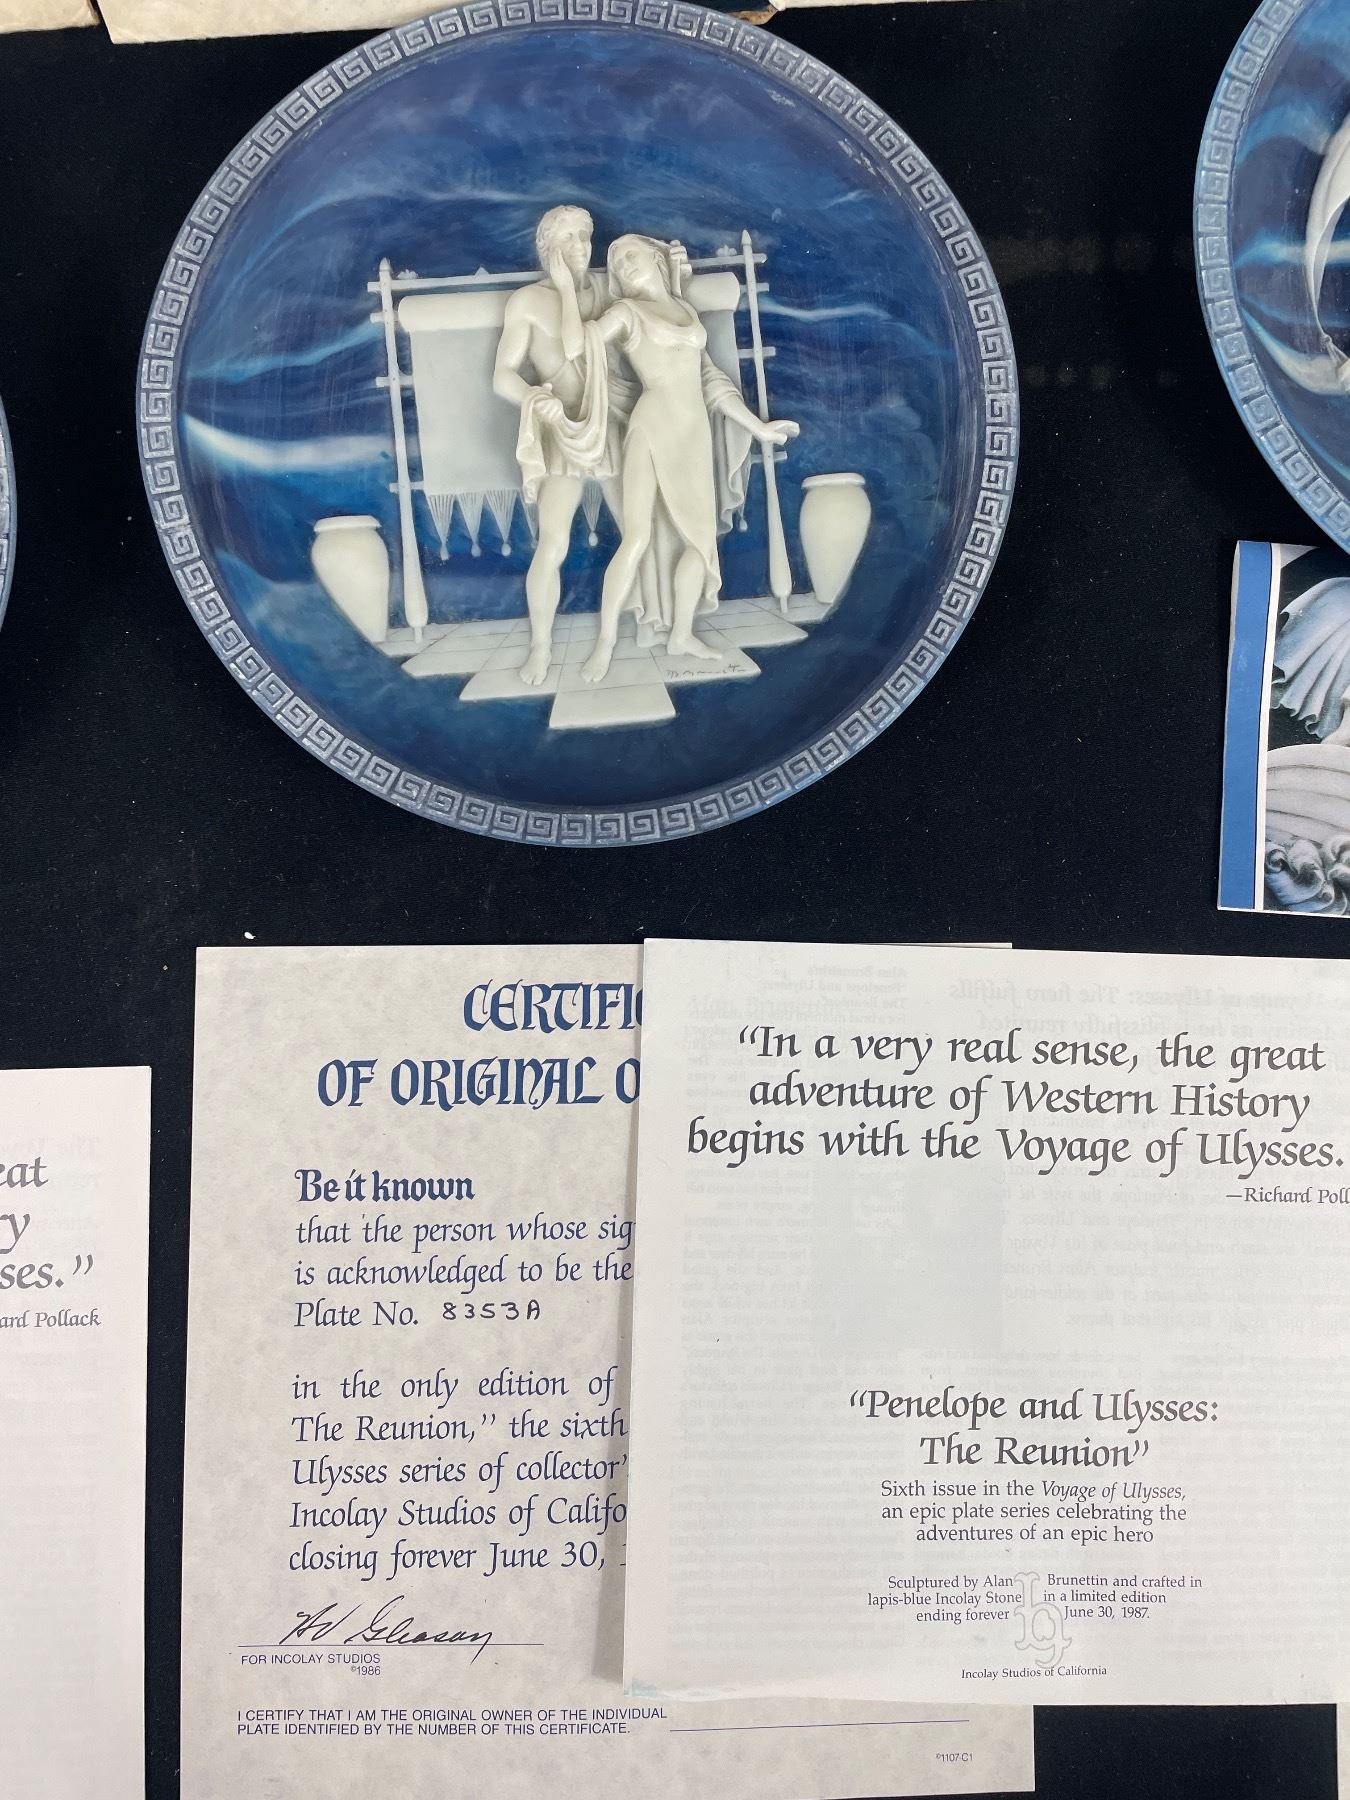 CERTIFIC
OF ORIGINAL O
Be it known
that the person whose sig
is acknowledged to be the
Plate No. 8353A
in the only edition of
The Reunion," the sixth
Ulysses series of collector'
Incolay Studios of Califo
closing forever June 30,
FOR INCOLAY STUDIOS
©1986
I CERTIFY THAT I AM THE ORIGINAL OWNER OF THE INDIVIDUAL
PLATE IDENTIFIED BY THE NUMBER OF THIS CERTIFICATE.
©1107-C1
"In a very real sense, the great
adventure of Western History
begins with the Voyage of Ulysses.
—Richard Poll
"Penelope and Ulysses:
The Reunion"
Sixth issue in the Voyage of Ulysses,
an epic plate series celebrating the
adventures of an epic hero
Sculptured by Alan Brunettin and crafted in
lapis-blue Incolay Stone in a limited edition
ending forever June 30, 1987.
Incolay Studios of California
eat
ry
ses."
ard Pollack